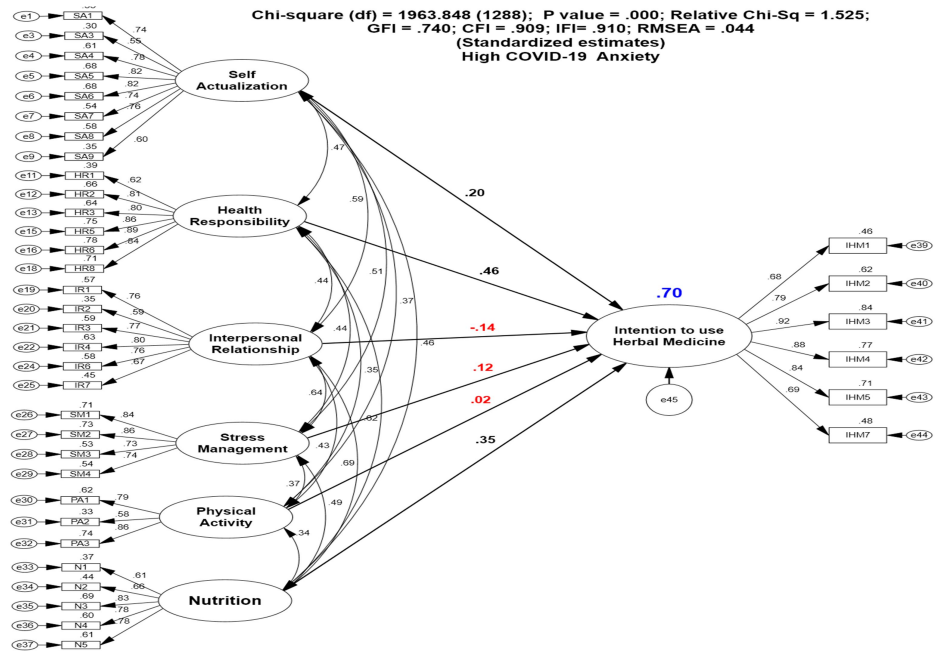 Chi-square (df) = 1963.848 (1288); P value = .000; Relative Chi-Sq = 1.525;
GFI = .740; CFI = .909; IFI= .910; RMSEA = .044
(Standardized estimates)
High COVID-19 Anxiety
e1 SA1 .74
.30
e3 SA3 .55
.61
e4 SA4 .78
.68
e5 SA5 .82
.68
e6 SA6 .82
.54
e7 SA7 .74
.58
e8 SA8 .76
.35
e9 SA9 .60
Self
Actualization
.39
e11 HR1 .62
.66
e12 HR2 .81
.64
e13 HR3 .80
.75
e15 HR5 .86
.78
e16 HR6 .89
.71
e18 HR8 .84
Health
Responsibility
.57
e19 IR1 .76
.35
e20 IR2 .59
.59
e21 IR3 .77
.63
e22 IR4 .80
.58
e24 IR6 .76
.45
e25 IR7 .67
Interpersonal
Relationship
.71
e26 SM1 .84
.73
e27 SM2 .86
.53
e28 SM3 .73
.54
e29 SM4 .74
Stress
Management
.62
e30 PA1 .79
.33
e31 PA2 .58
.74
e32 PA3 .86
Physical
Activity
.37
e33 N1 .61
.44
e34 N2 .66
.69
e35 N3 .83
.60
e36 N4 .78
.61
e37 N5 .78
Nutrition
.47
.59
.51
.37
.46
.44
.44
.35
.62
.64
.43
.69
.37
.49
.34
.20
.46
-.14
.12
.02
.35
.70
Intention to use
Herbal Medicine
e45
.46
.68 IHM1 e39
.62
.79 IHM2 e40
.84
.92 IHM3 e41
.77
.88 IHM4 e42
.71
.84 IHM5 e43
.48
.69 IHM7 e44